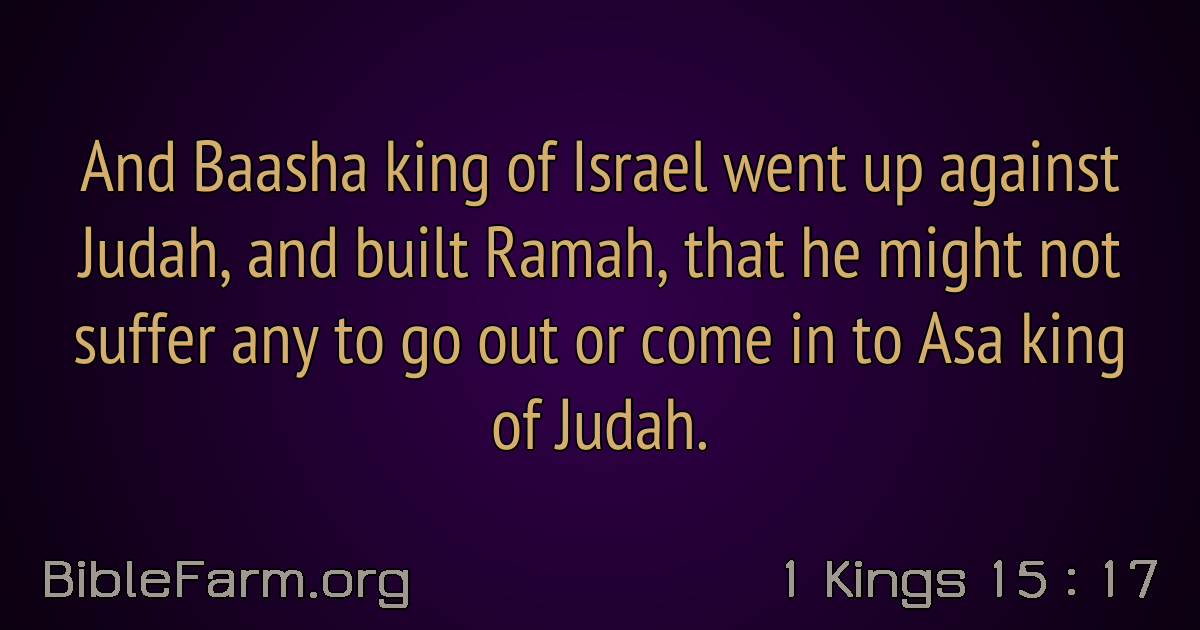 And Baasha king of Israel went up against
Judah, and built Ramah, that he might not
suffer any to go out or come in to Asa king
of Judah.
BibleFarm.org
1 Kings 15 : 17